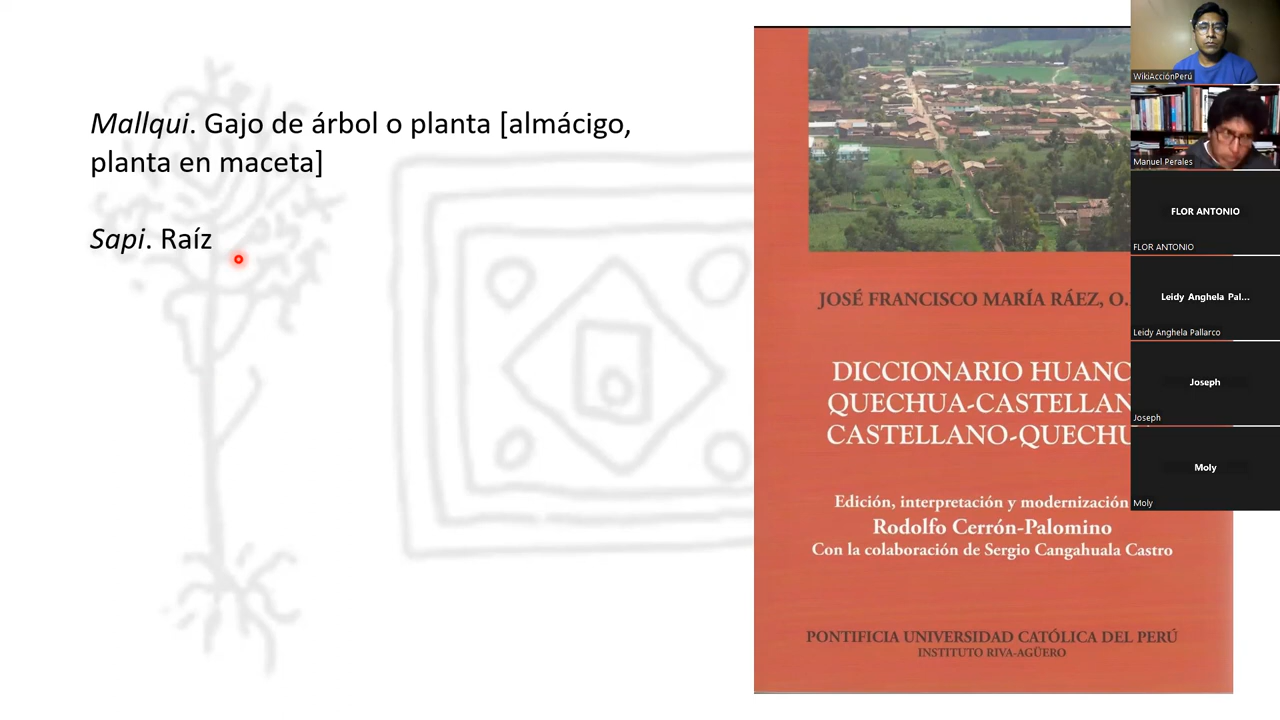 Mallqui. Gajo de árbol o planta [almácigo,
planta en maceta]
Sapi. Raíz
JOSÉ FRANCISCO MARÍA RÁEZ, O.
DICCIONARIO HUANC
QUECHUA-CASTELLAN
CASTELLANO-QUECHU
Edición, interpretación y modernización
Rodolfo Cerrón-Palomino
Con la colaboración de Sergio Cangahuala Castro
PONTIFICIA UNIVERSIDAD CATÓLICA DEL PERÚ
INSTITUTO RIVA-AGÜERO
WikiAcciónPerú
Manuel Perales
FLOR ANTONIO
FLOR ANTONIO
Leidy Anghela Pal...
Leidy Anghela Pallarco
Joseph
Joseph
Moly
Moly